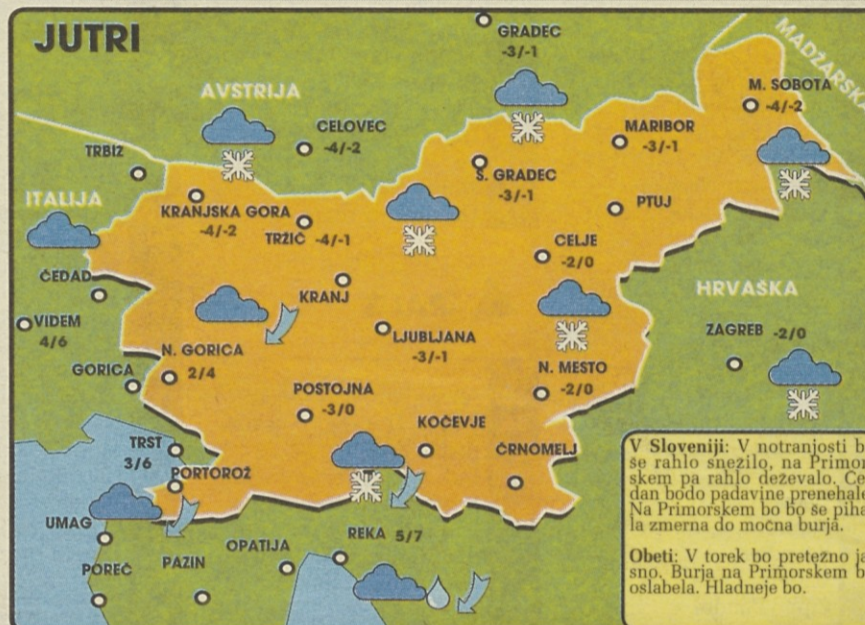 JUTRI
GRADEC
-3/-1
MADŽARSK
AVSTRIJA
M. SOBOTA
-4/-2
CELOVEC
-4/-2
MARIBOR
-3/-1
TRBIŽ
S. GRADEC
-3/-1
ITALIJA
KRANJSKA GORA
-4/-2
PTUJ
TRŽIČ -4/-1
CELJE
-2/0
ČEDAD
KRANJ
HRVAŠKA
VIDEM
4/6
LJUBLJANA
-3/-1
ZAGREB -2/0
N. GORICA
2/4
GORICA
N. MESTO
-2/0
POSTOJNA
-3/0
KOČEVJE
ČRNOMELJ
TRST
3/6
PORTOROŽ
UMAG
REKA 5/7
OPATIJA
PAZIN
POREČ
V Sloveniji: V notranjosti b
še rahlo snežilo, na Primor
skem pa rahlo deževalo. Če
dan bodo padavine prenehale
Na Primorskem bo bo še piha
la zmerna do močna burja.
Obeti: V torek bo pretežno ja
sno. Burja na Primorskem b
oslabela. Hladneje bo.